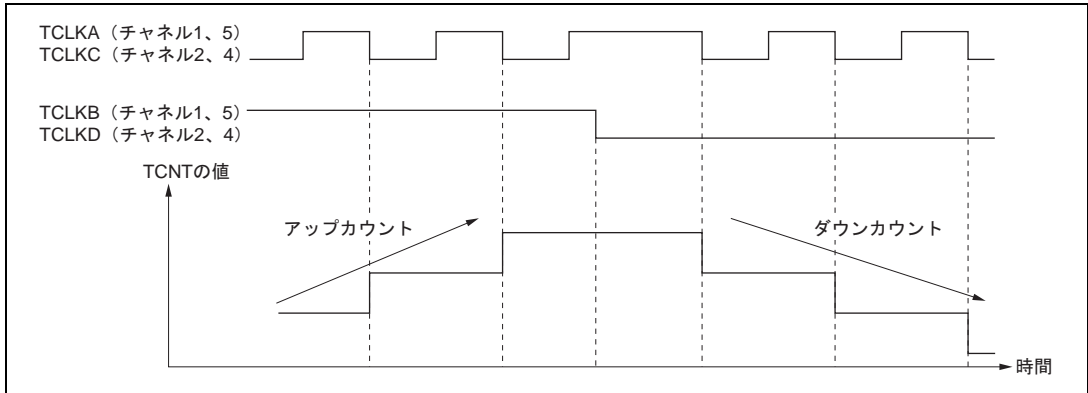 TCLKA（チャネル1、5）
TCLKC（チャネル2、4）
TCLKB（チャネル1、5）
TCLKD（チャネル2、4）
TCNTの値
アップカウント
ダウンカウント
時間